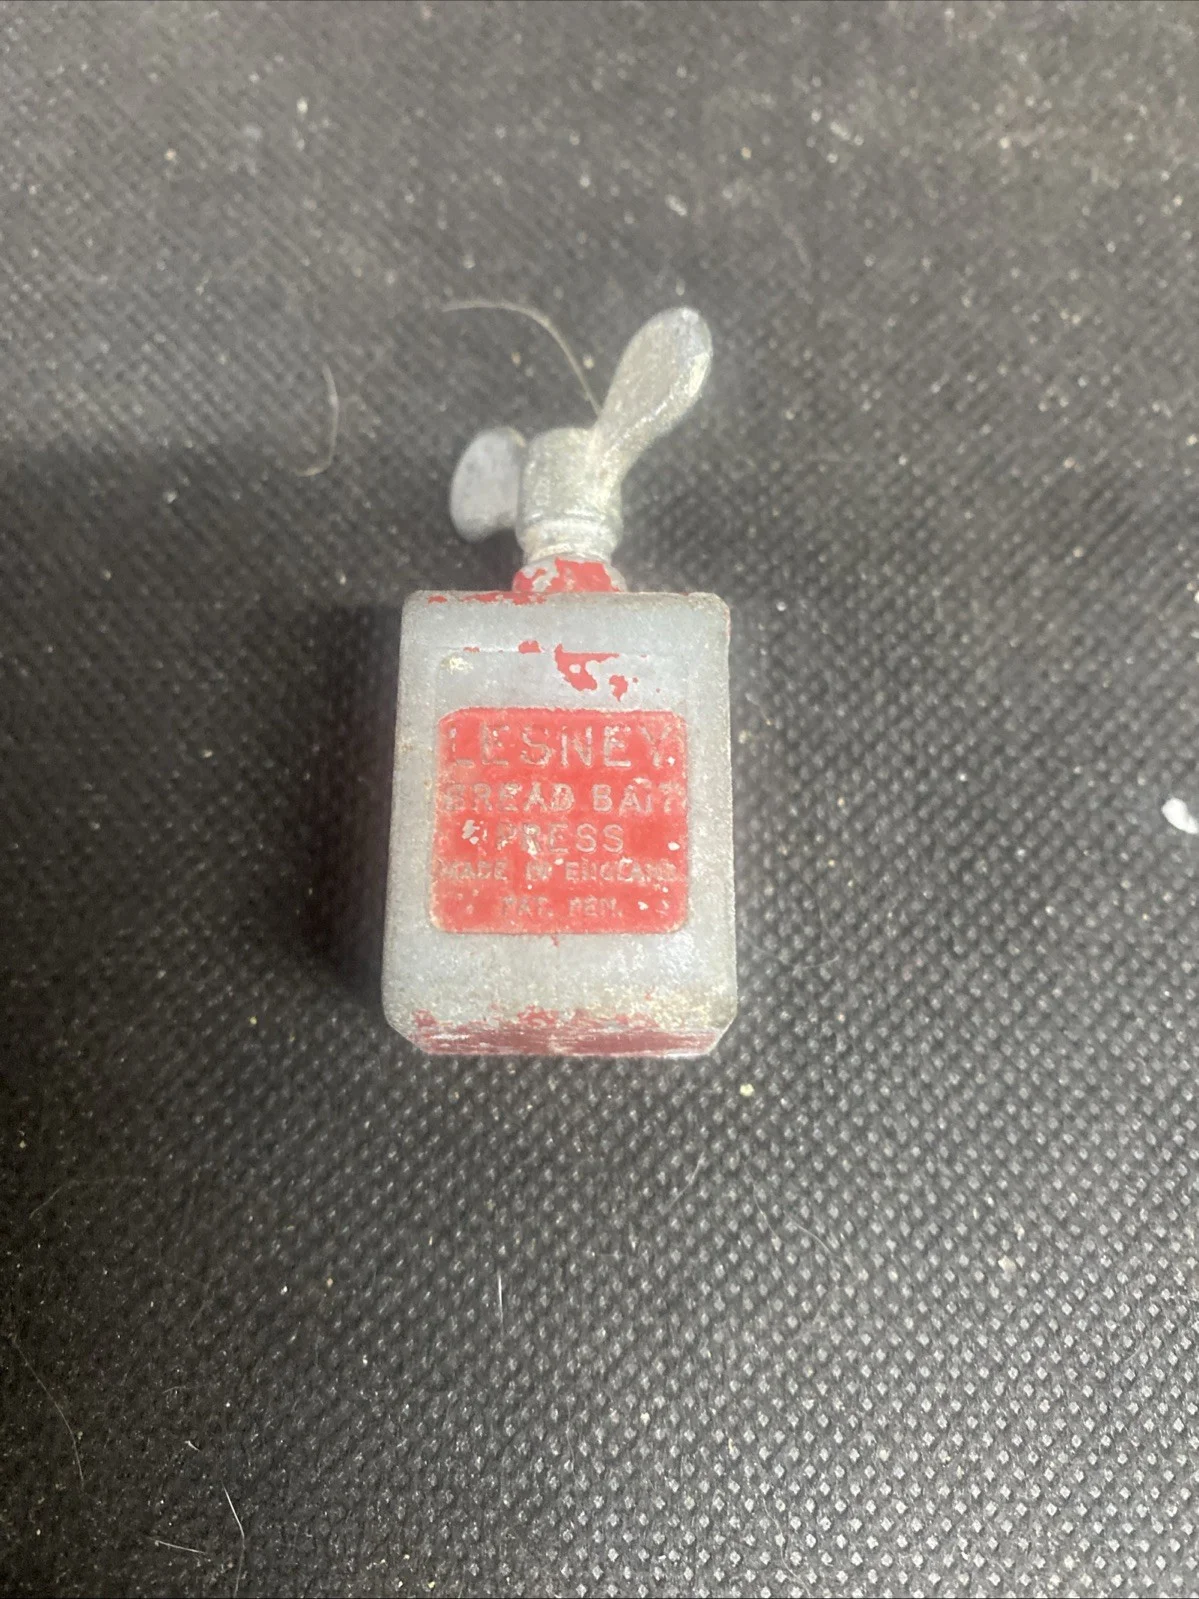 LESNEY
BREAD BAIT
PRESS
MADE IN ENGLAND
PAT. PEN.